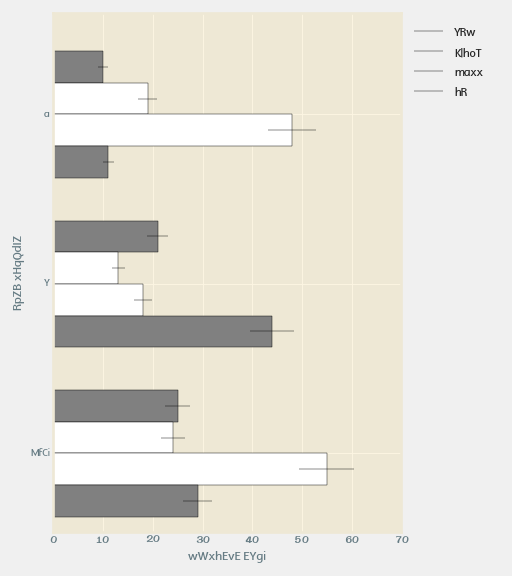 YRw
KlhoT
maxx
hR
a
Y
MfCi
RpZB xHqQdlZ
0 10 20 30 40 50 60 70
wWxhEvE EYgi